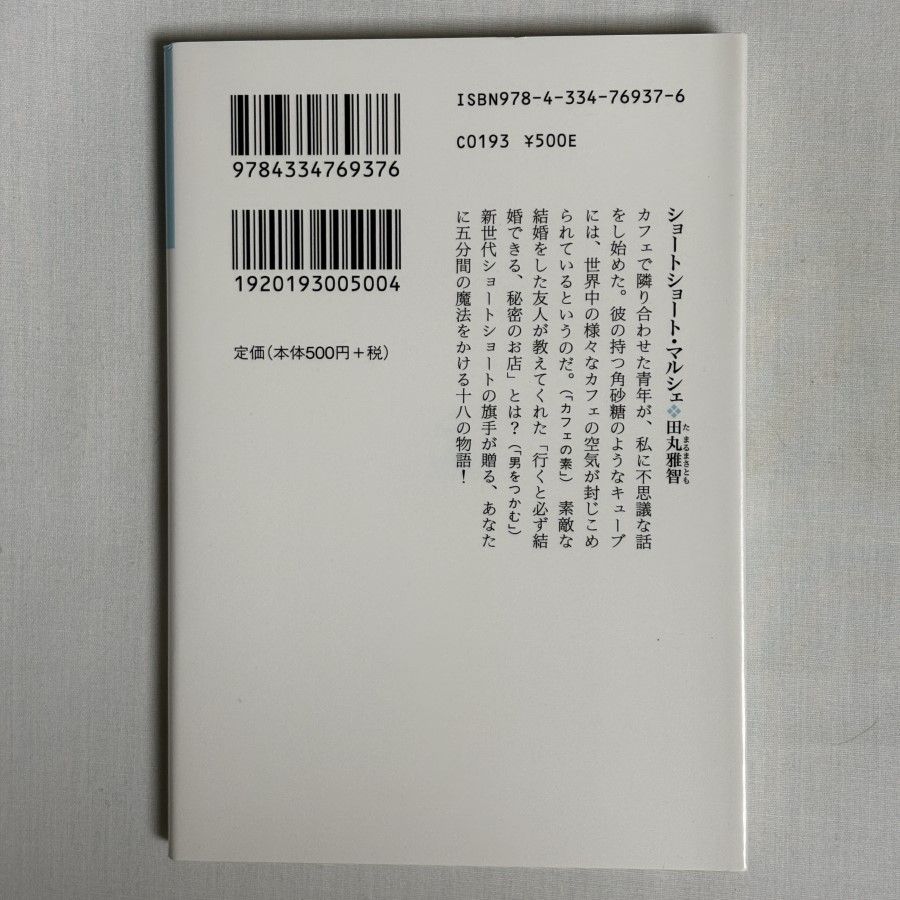 ISBN978-4-334-76937-6
C0193 ¥500E
9784334769376
1920193005004
定価(本体500円+税)
ショートショート・マルシェ❖田丸雅智
たまるまさとも
カフェで隣り合わせた青年が、私に不思議な話
をし始めた。彼の持つ角砂糖のようなキューブ
には、世界中の様々なカフェの空気が封じこめ
られているというのだ。(「カフェの素」) 素敵な
結婚をした友人が教えてくれた「行くと必ず結
婚できる、秘密のお店」とは?(「男をつかむ」)
新世代ショートショートの旗手が贈る、あなた
に五分間の魔法をかける十八の物語!